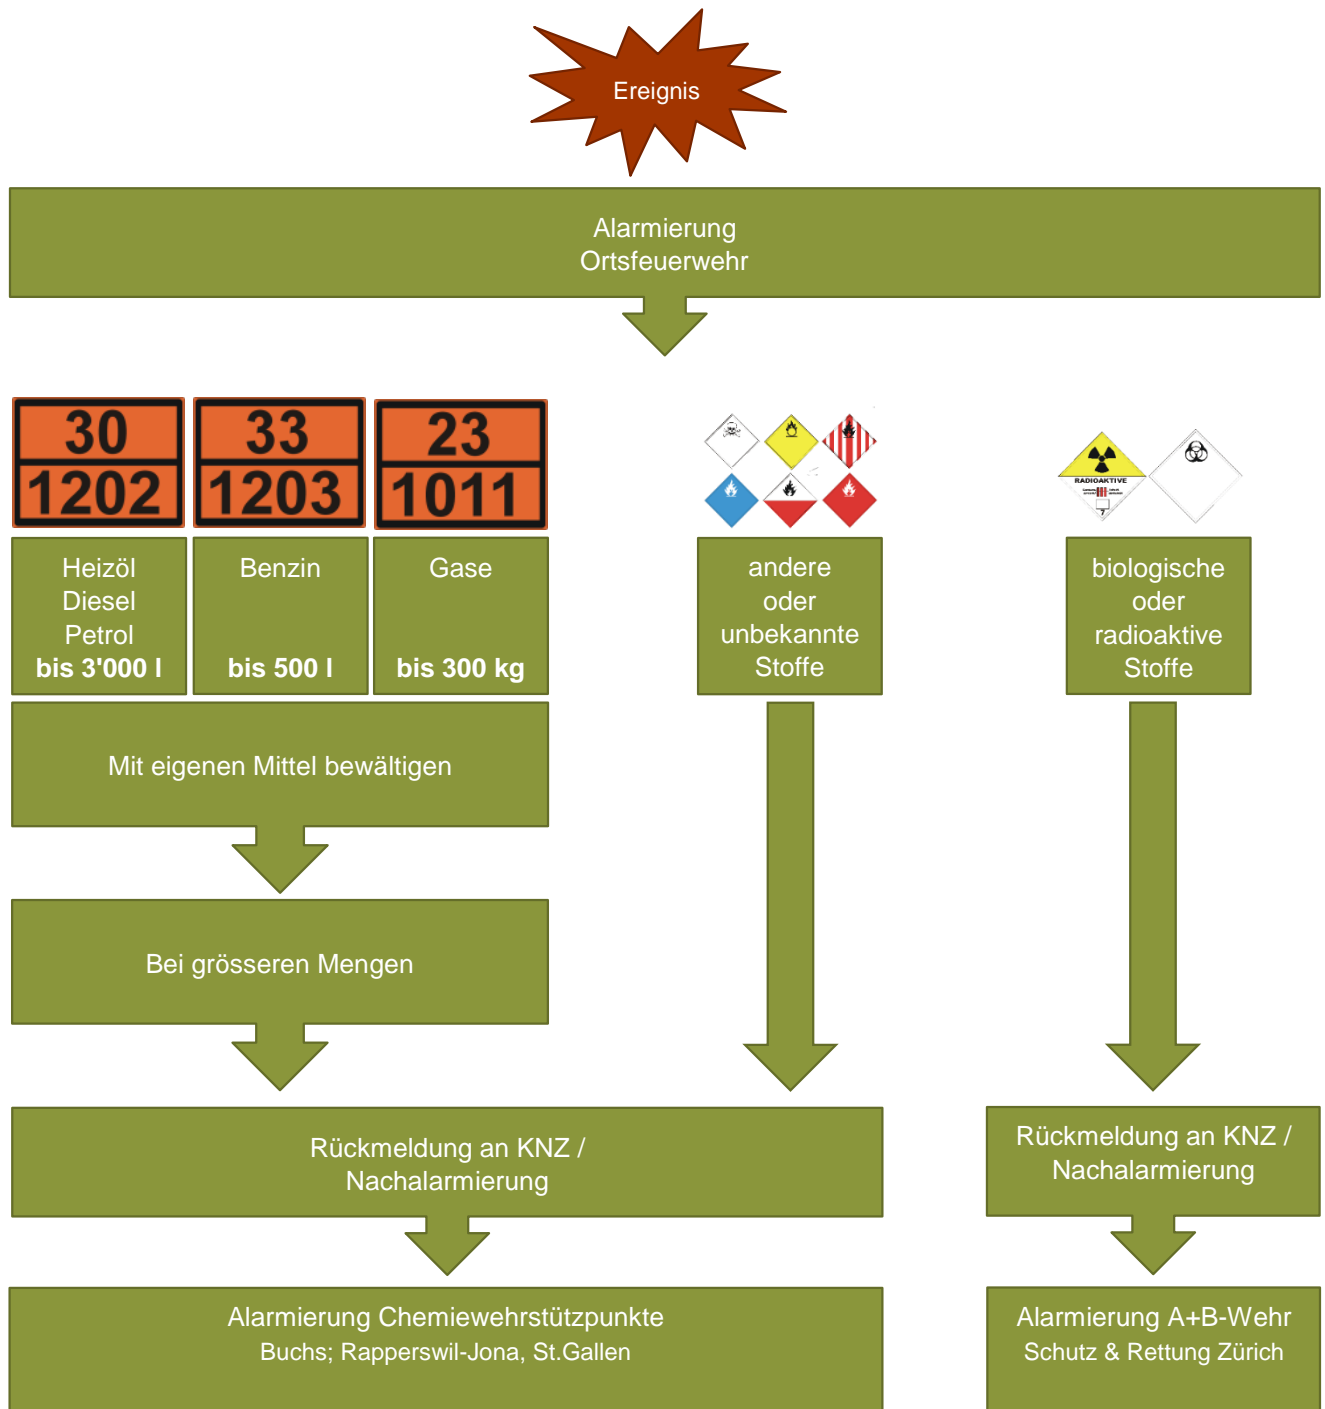 Ereignis
Alarmierung
Ortsfeuerwehr
30
1202
33
1203
23
1011
RADIOAKTIVE
7
Heizöl
Diesel
Petrol
bis 3'000 l
Benzin
bis 500 l
Gase
bis 300 kg
andere
oder
unbekannte
Stoffe
biologische
oder
radioaktive
Stoffe
Mit eigenen Mittel bewältigen
Bei grösseren Mengen
Rückmeldung an KNZ /
Nachalarmierung
Rückmeldung an KNZ /
Nachalarmierung
Alarmierung Chemiewehrstützpunkte
Buchs; Rapperswil-Jona, St.Gallen
Alarmierung A+B-Wehr
Schutz & Rettung Zürich